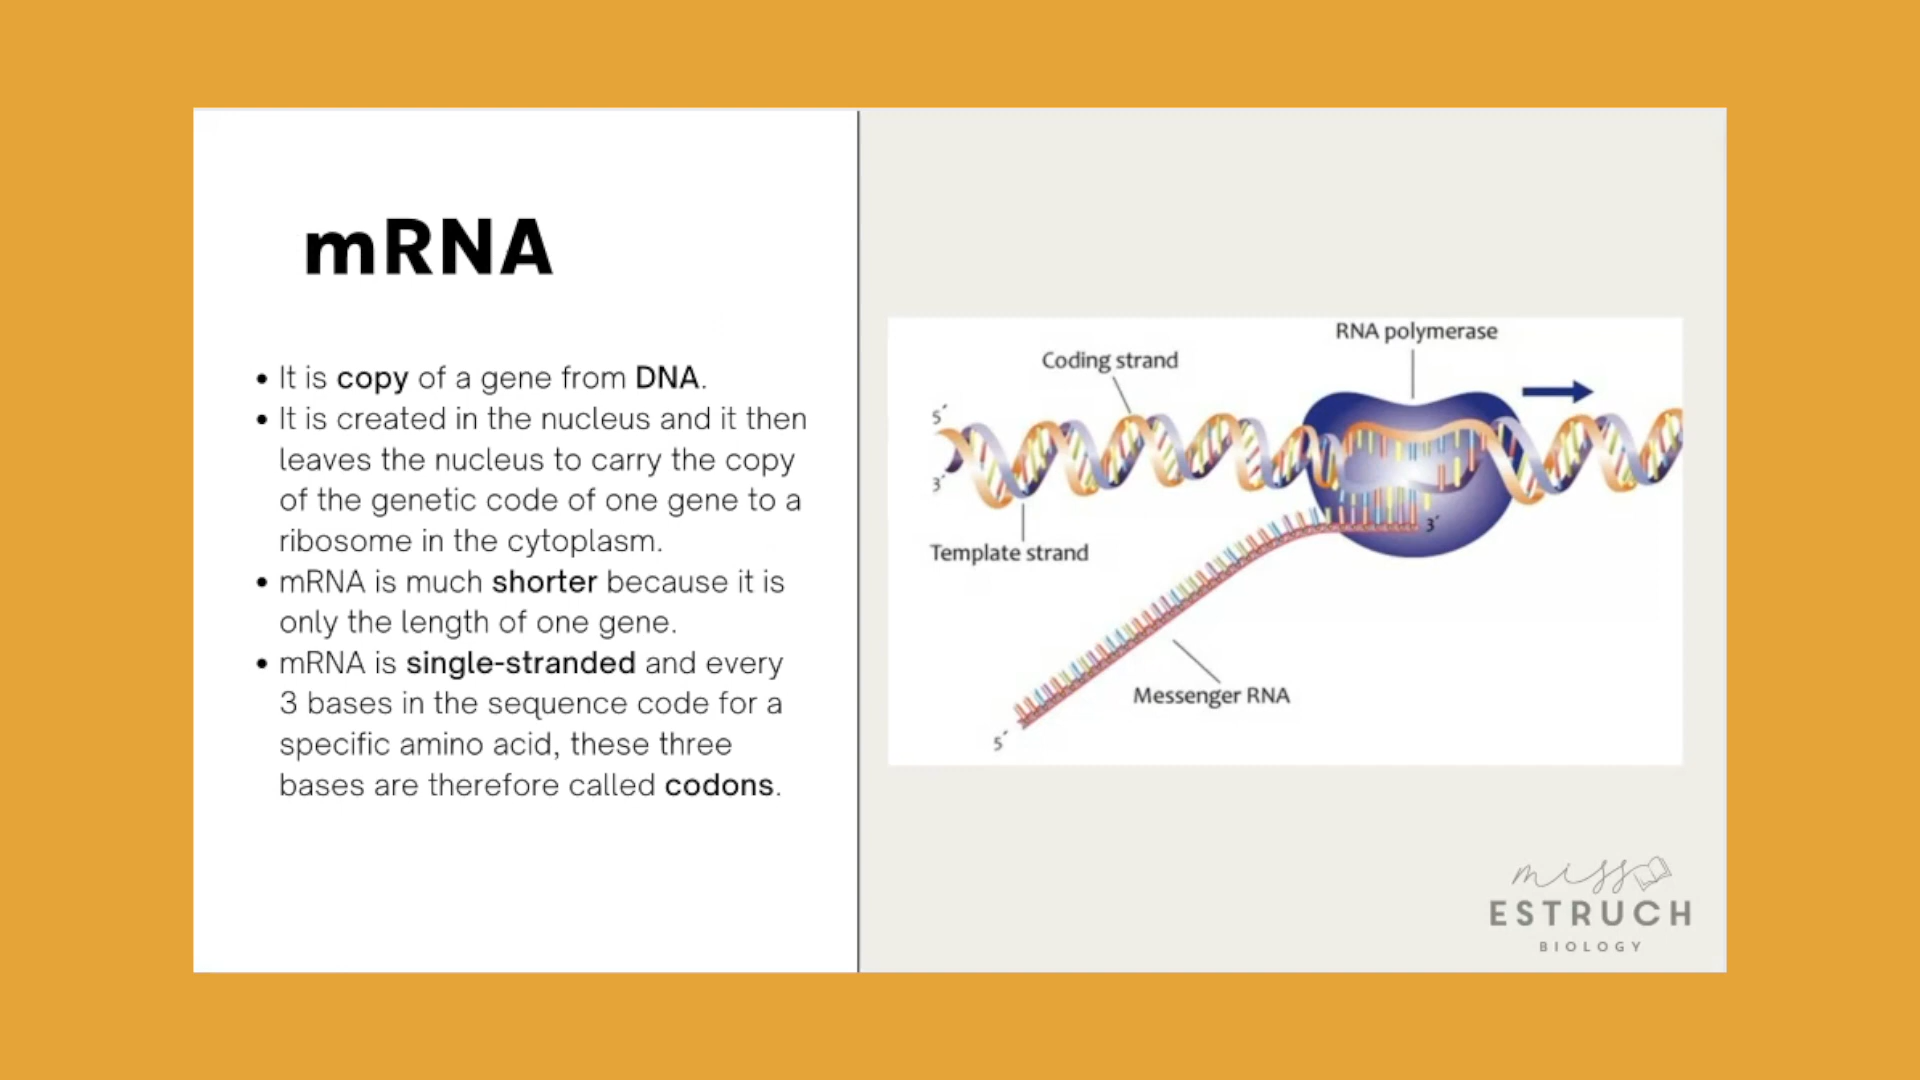 mRNA
• It is copy of a gene from DNA.
• It is created in the nucleus and it then
leaves the nucleus to carry the copy
of the genetic code of one gene to a
ribosome in the cytoplasm.
• mRNA is much shorter because it is
only the length of one gene.
• mRNA is single-stranded and every
3 bases in the sequence code for a
specific amino acid, these three
bases are therefore called codons.
RNA polymerase
Coding strand
5´
3´
3´
Template strand
Messenger RNA
5´
miss
ESTRUCH
BIOLOGY